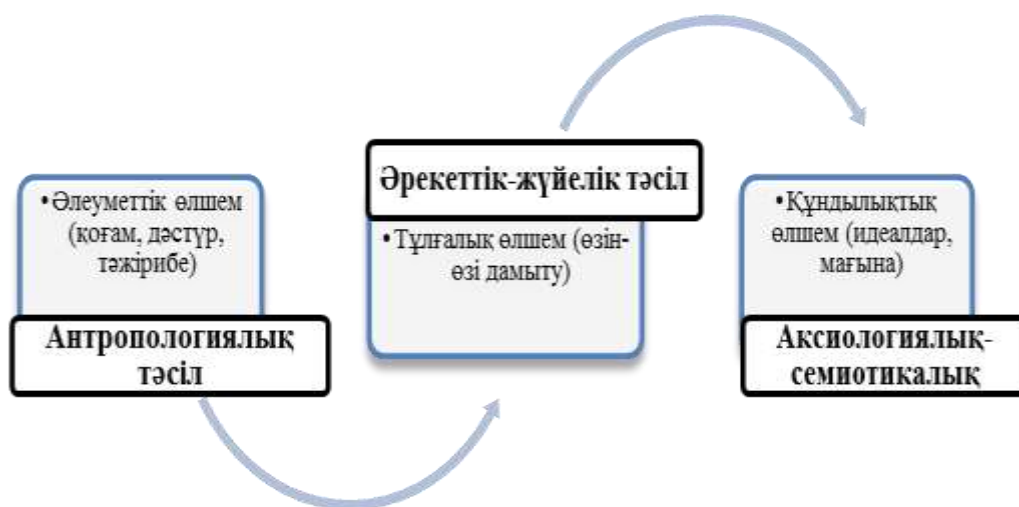 •Әлеуметтік өлшем
(қоғам, дәстүр,
тәжірибе)
Антропологиялық
тәсіл
Әрекеттік-жүйелік тәсіл
•Тұлғалық өлшем (өзін-
өзі дамыту)
•Құндылықтық
өлшем (идеалдар,
мағына)
Аксиологиялық-
семиотикалық